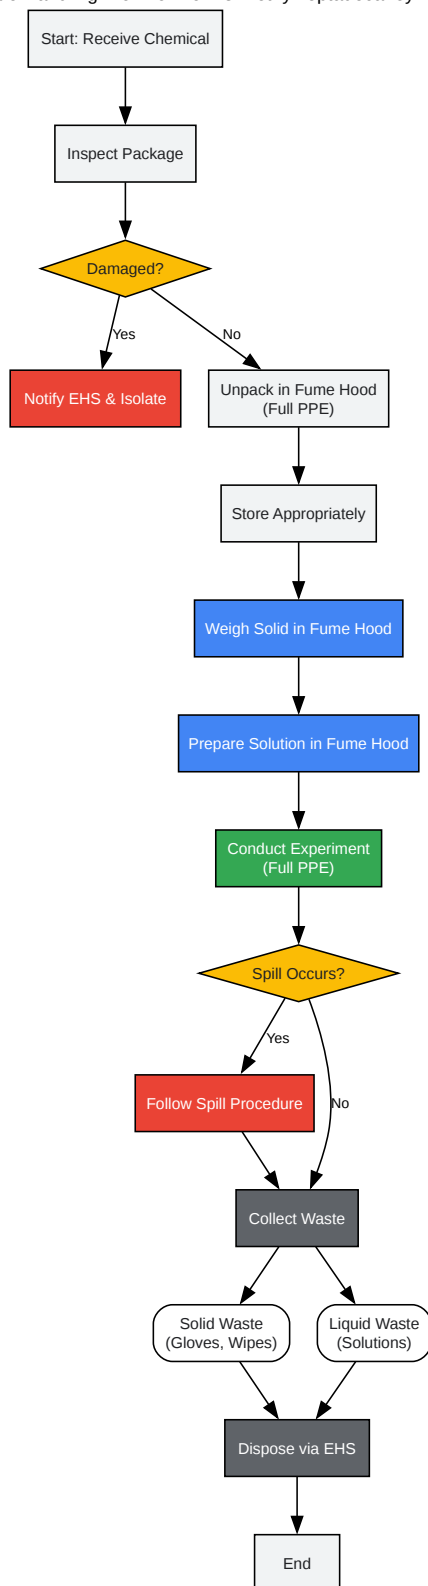 Start: Receive Chemical
Inspect Package
Damaged?
Yes
No
Notify EHS & Isolate
Unpack in Fume Hood
(Full PPE)
Store Appropriately
Weigh Solid in Fume Hood
Prepare Solution in Fume Hood
Conduct Experiment
(Full PPE)
Spill Occurs?
Yes
Follow Spill Procedure
No
Collect Waste
Solid Waste
(Gloves, Wipes)
Liquid Waste
(Solutions)
Dispose via EHS
End